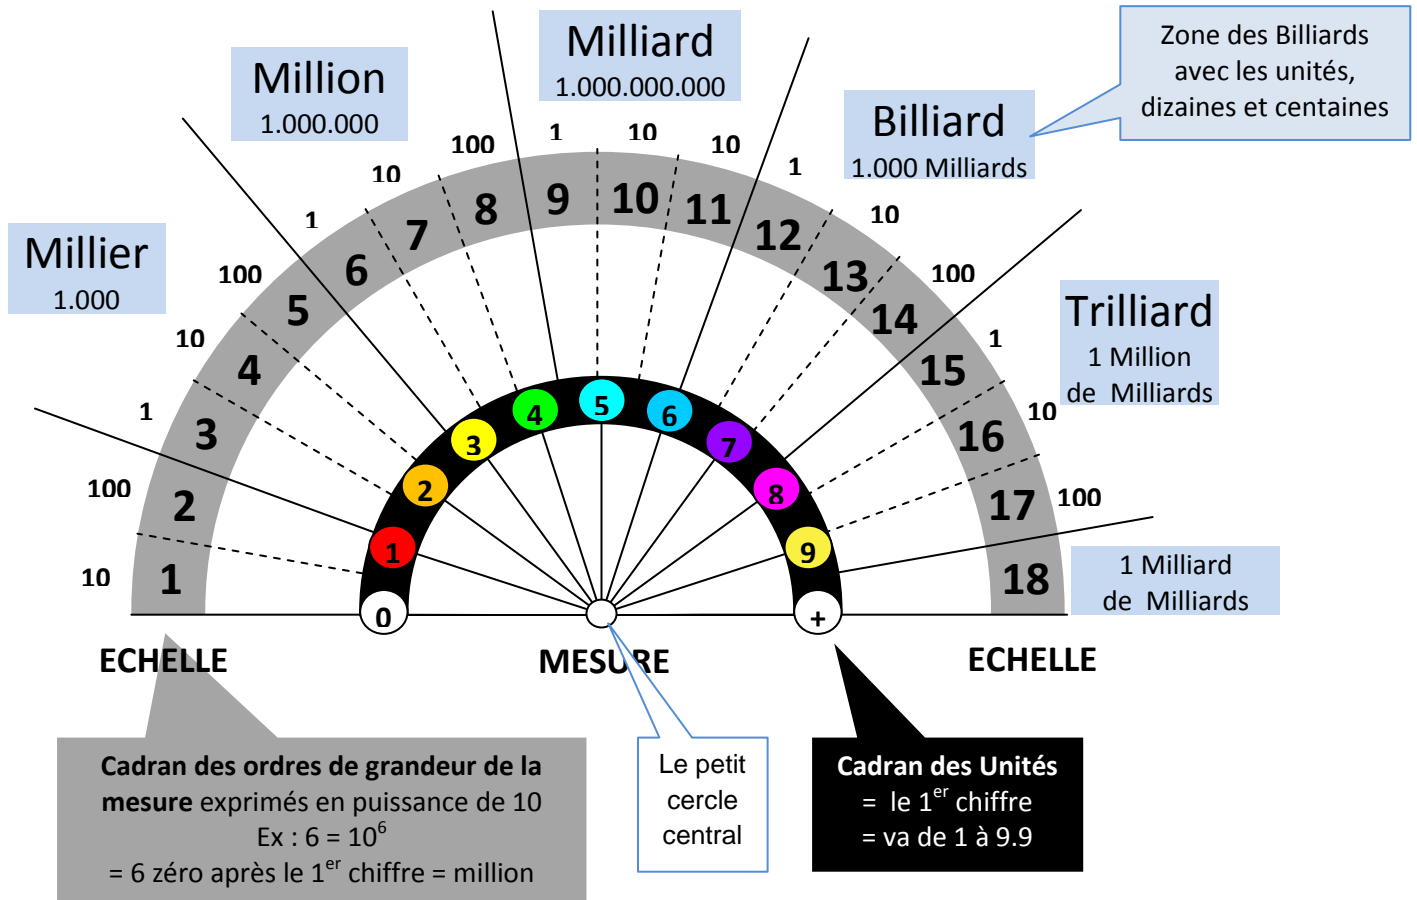 Milliard
1.000.000.000
Million
1.000.000
Zone des Billiards
avec les unités,
dizaines et centaines
Billiard
1.000 Milliards
Millier
1.000
Trilliard
1 Million
de Milliards
1 Milliard
de Milliards
10
100
1
10
100
1
10
100
1
10
10
1
10
100
1
10
100
1
2
3
4
5
6
7
8
9
10
11
12
13
14
15
16
17
18
0
1
2
3
4
5
6
7
8
9
+
ECHELLE
MESURE
ECHELLE
Cadran des ordres de grandeur de la
mesure exprimés en puissance de 10
Ex : 6 = 10⁶
= 6 zéro après le 1er chiffre = million
Le petit
cercle
central
Cadran des Unités
= le 1er chiffre
= va de 1 à 9.9